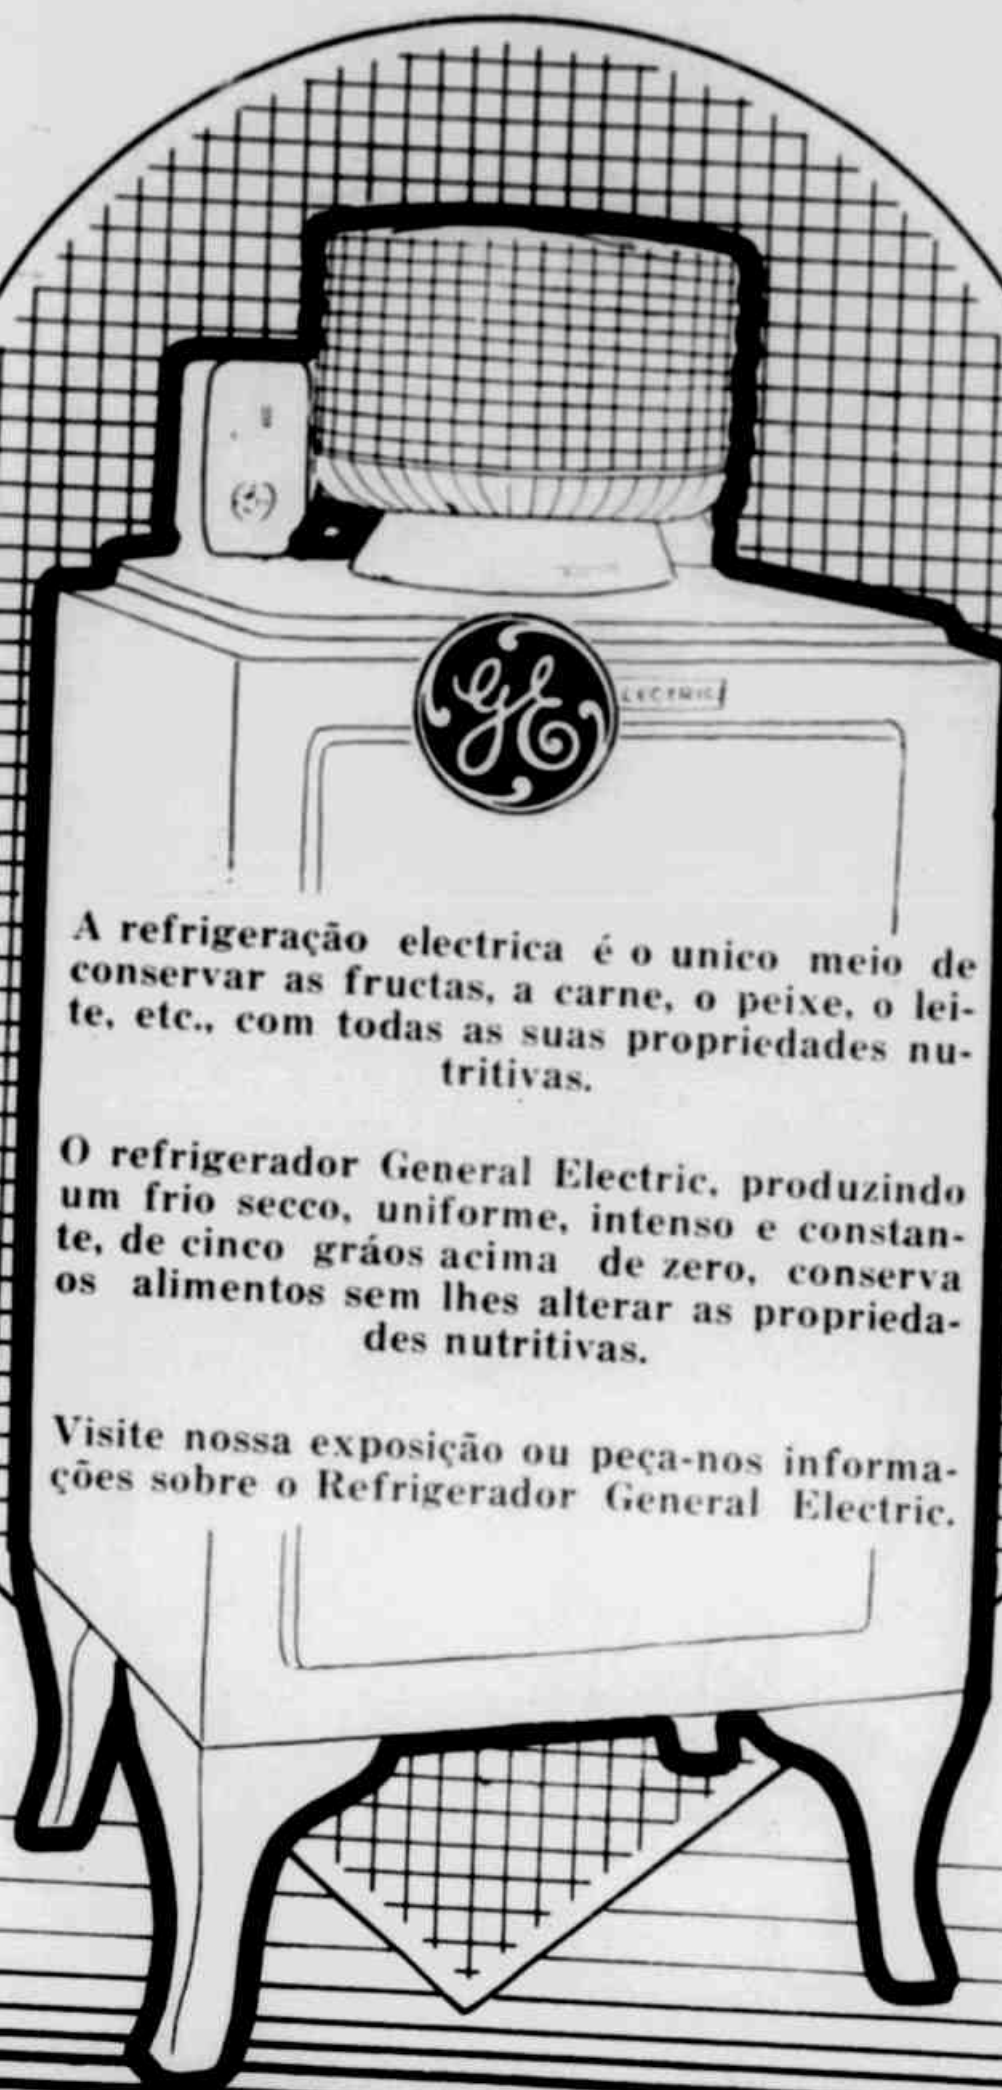 GE
LECTRIC
A refrigeração electrica é o unico meio de
conservar as fructas, a carne, o peixe, o lei-
te, etc., com todas as suas propriedades nu-
tritivas.
O refrigerador General Electric, produzindo
um frio secco, uniforme, intenso e constan-
te, de cinco gráos acima de zero, conserva
os alimentos sem lhes alterar as proprieda-
des nutritivas.
Visite nossa exposição ou peça-nos informa-
ções sobre o Refrigerador General Electric.